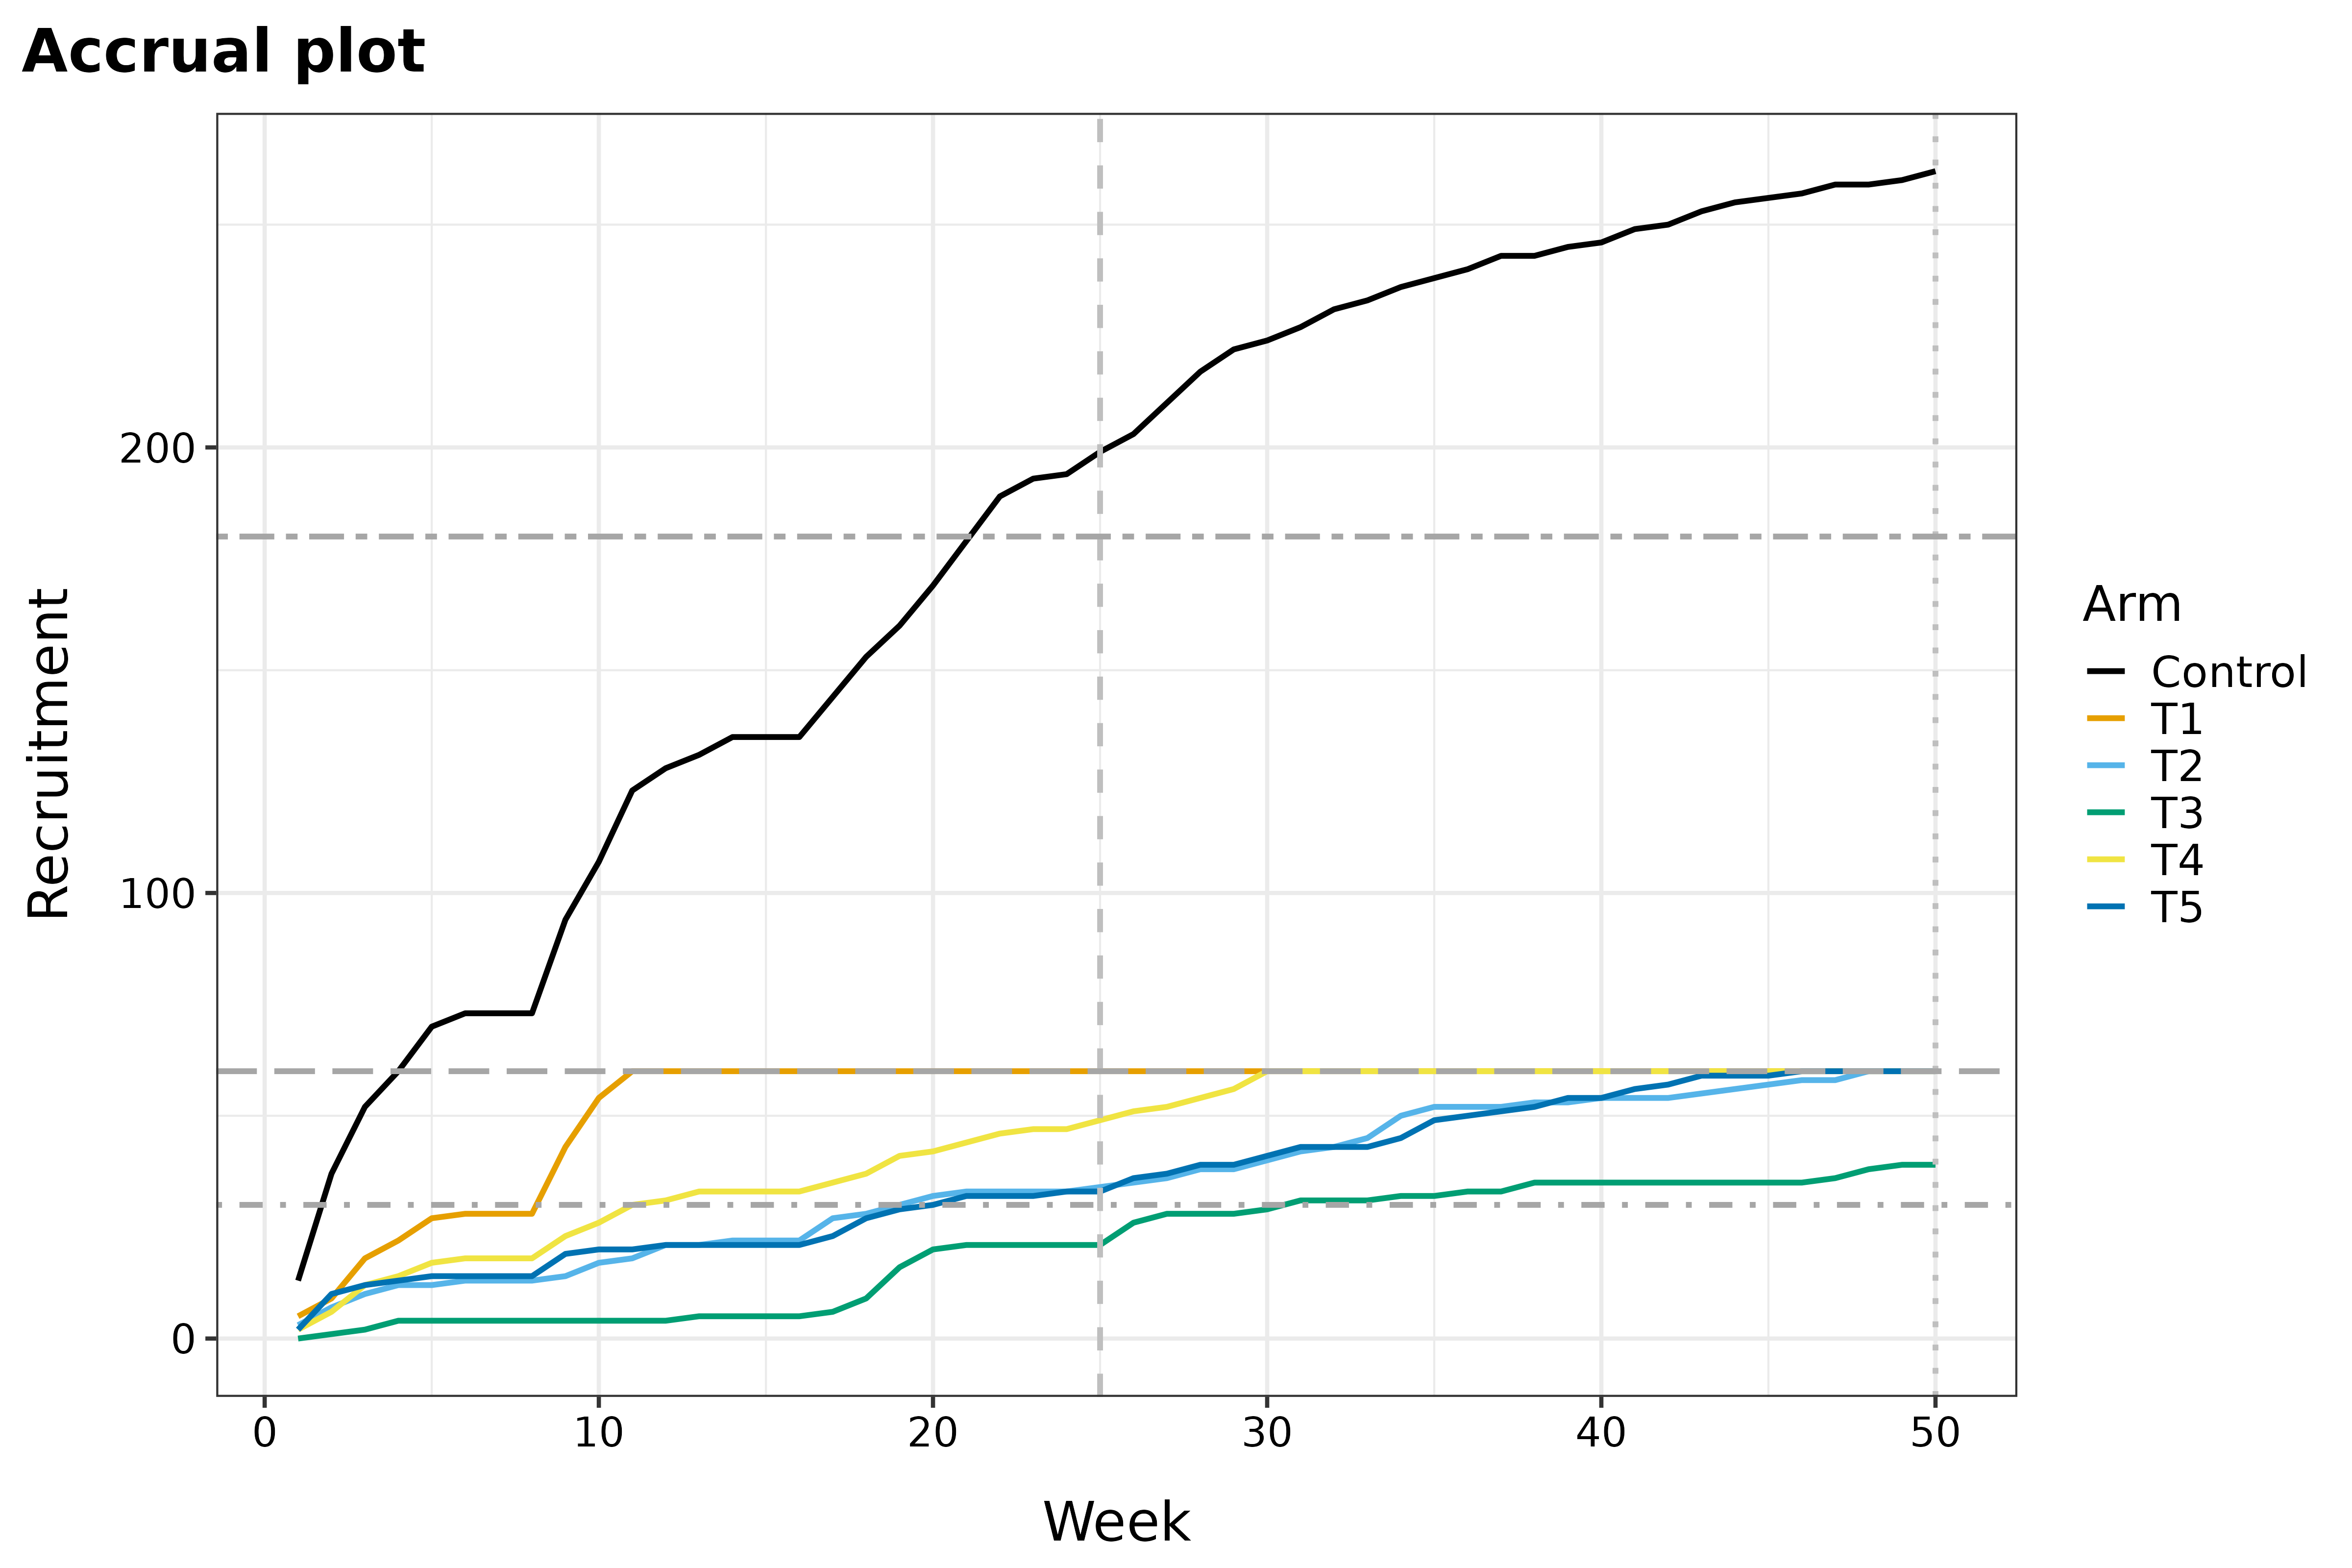 Accrual plot
Recruitment
200
100
0
0 10 20 30 40 50
Week
Arm
Control
T1
T2
T3
T4
T5